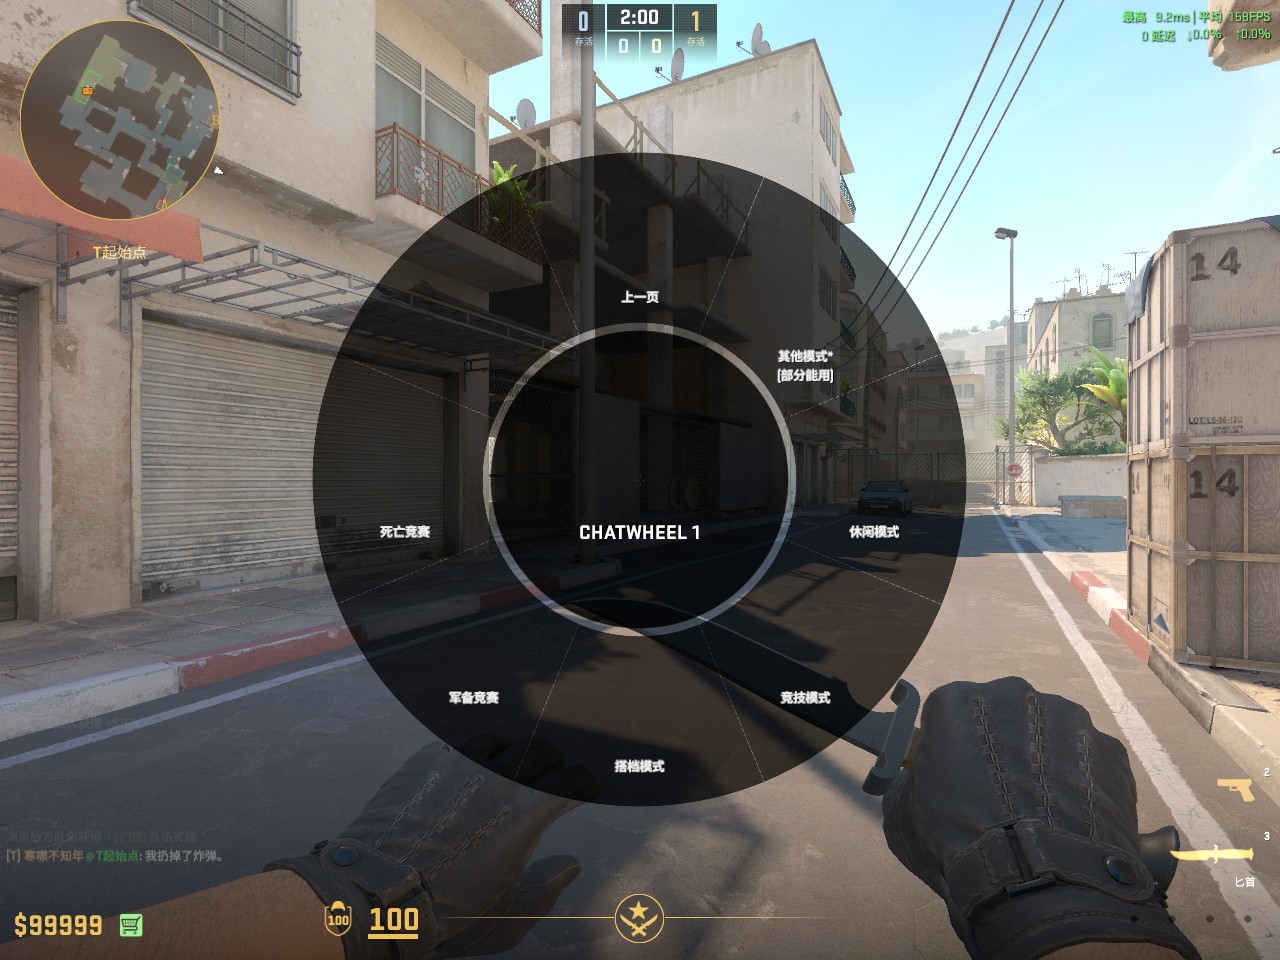 0
2:00
1
存活
0
0
存活
最高 9.2ms | 平均 158FPS
0 延迟 ↓0.0% ↑0.0%
B
A
T起始点
14
14
上一页
其他模式*
(部分能用)
死亡竞赛
CHATWHEEL 1
休闲模式
军备竞赛
竞技模式
搭档模式
[T] 寒噤不知年@T起始点: 我扔掉了炸弹。
2
3
匕首
$99999
100
100